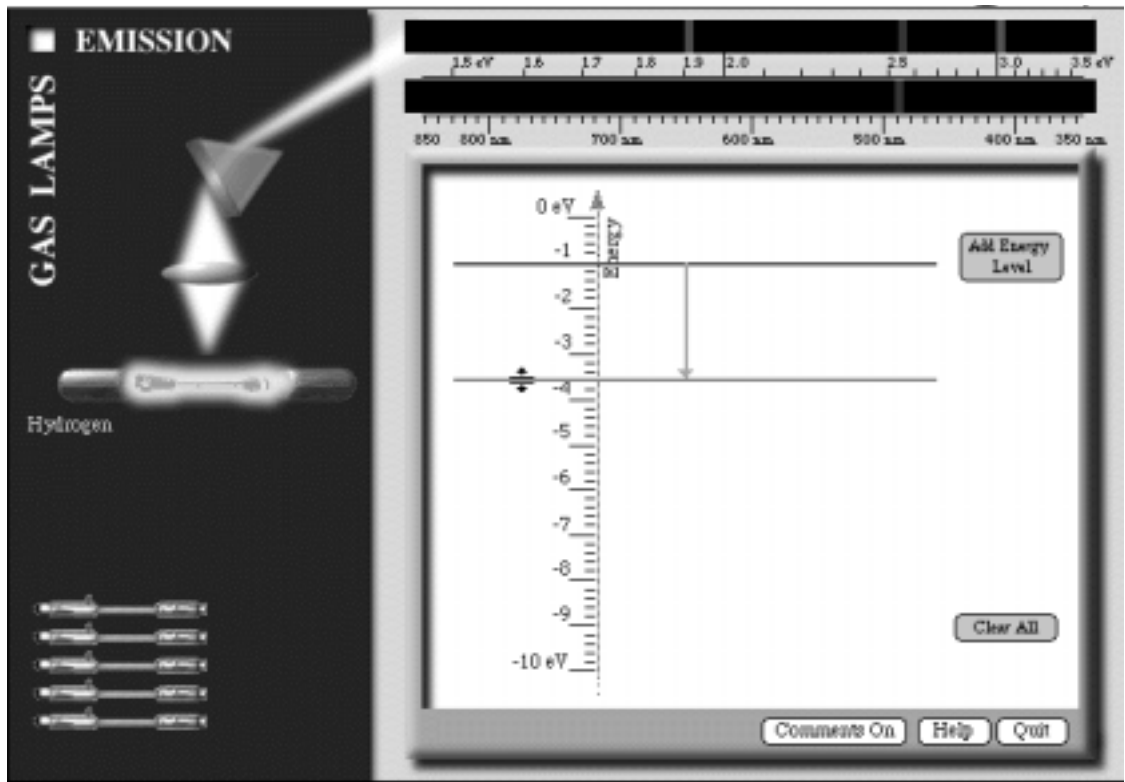 EMISSION
GAS LAMPS
1.5 eV 1.6 1.7 1.8 1.9 2.0 2.5 3.0 3.5 eV
850 800 nm 700 nm 600 nm 500 nm 400 nm 350 nm
0 eV
Energy
-1
-2
-3
-4
-5
-6
-7
-8
-9
-10 eV
Add Energy
Level
Hydrogen
Clear All
Comments On Help Quit